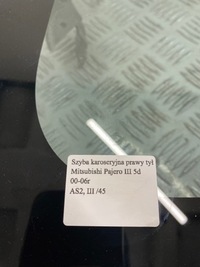 Szyba karoseryjna prawy tył
Mitsubishi Pajero III 5d
00-06r
AS2, III /45